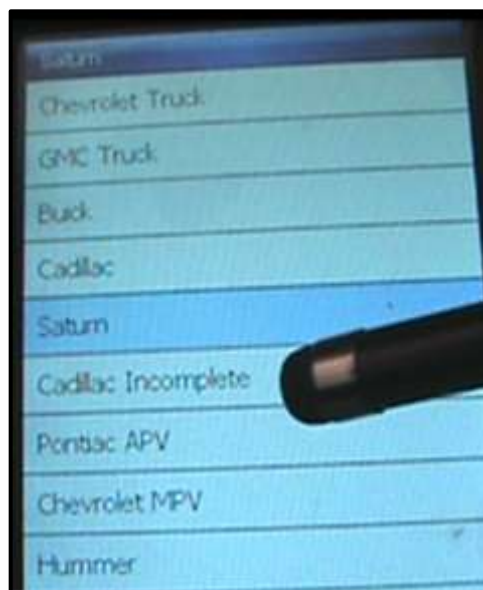 Saturn
Chevrolet Truck
GMC Truck
Buick
Cadillac
Saturn
Cadillac Incomplete
Pontiac APV
Chevrolet MPV
Hummer